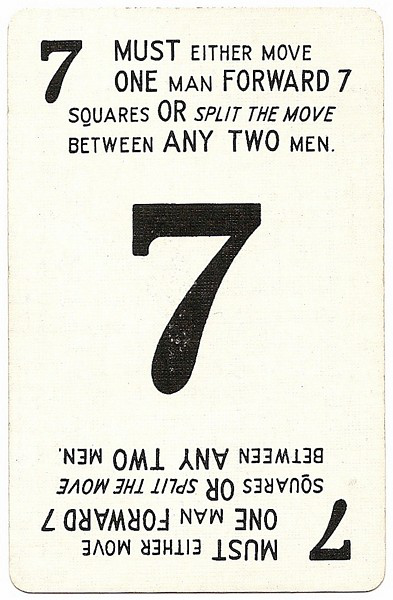 7 MUST EITHER MOVE
ONE MAN FORWARD 7
SQUARES OR SPLIT THE MOVE
BETWEEN ANY TWO MEN.
7
7 MUST EITHER MOVE
ONE MAN FORWARD 7
SQUARES OR SPLIT THE MOVE
BETWEEN ANY TWO MEN.